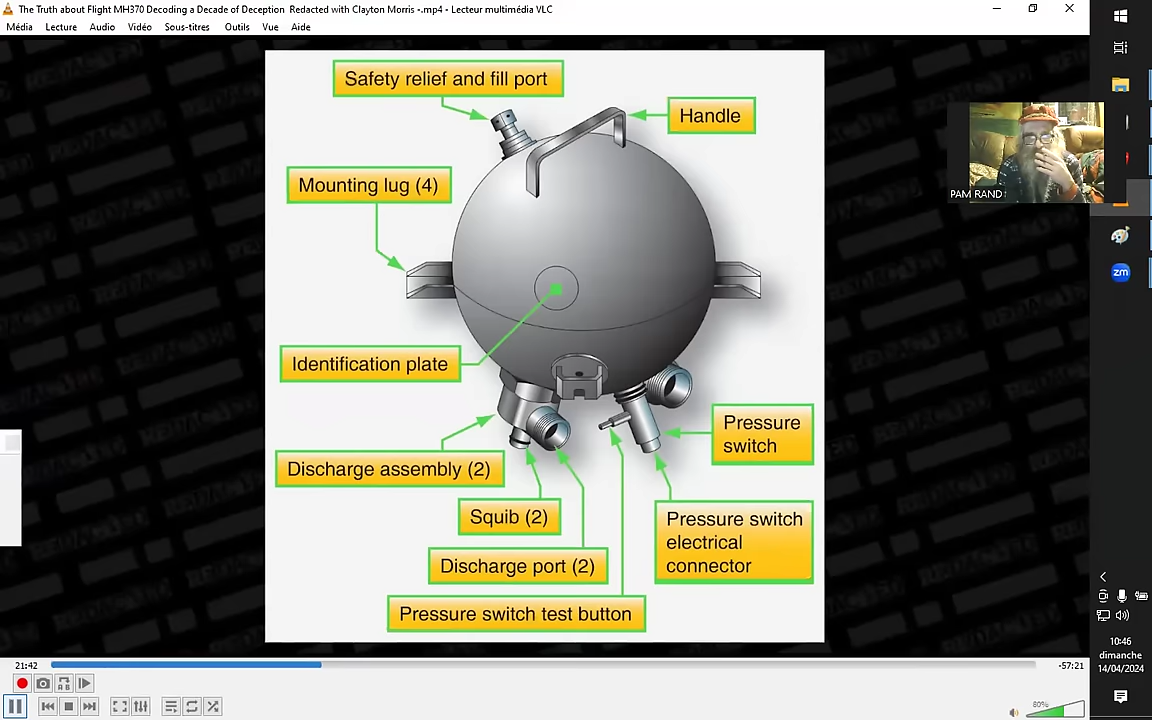 The Truth about Flight MH370 Decoding a Decade of Deception  Redacted with Clayton Morris -.mp4 - Lecteur multimédia VLC
Média Lecture Audio Vidéo Sous-titres Outils Vue Aide
Safety relief and fill port
Handle
Mounting lug (4)
PAM RAND
Identification plate
zm
Pressure
switch
Discharge assembly (2)
Squib (2)
Pressure switch
electrical
connector
Discharge port (2)
Pressure switch test button
21:42
-57:21
10:46
dimanche
14/04/2024
80%